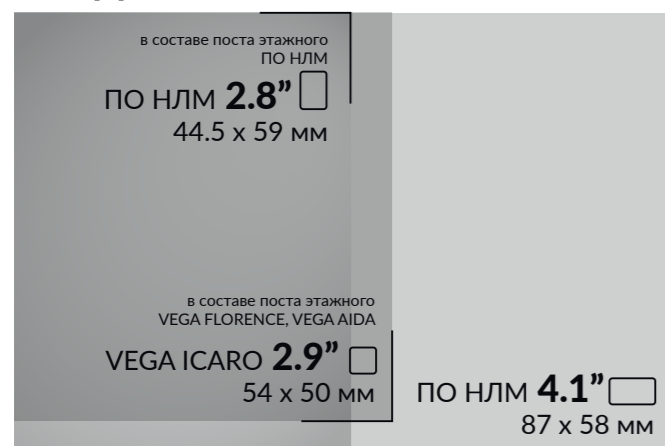 в составе поста этажного
ПО НЛМ
ПО НЛМ 2.8”
44.5 x 59 мм
в составе поста этажного
VEGA FLORENCE, VEGA AIDA
VEGA ICARO 2.9”
54 x 50 мм
ПО НЛМ 4.1”
87 x 58 мм